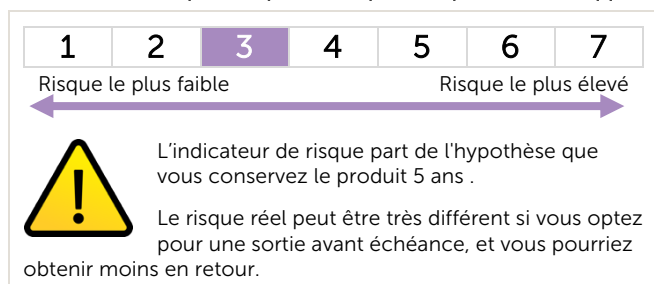 1 2 3 4 5 6 7
Risque le plus faible Risque le plus élevé
L'indicateur de risque part de l'hypothèse que
vous conservez le produit 5 ans .
Le risque réel peut être très différent si vous optez
pour une sortie avant échéance, et vous pourriez
obtenir moins en retour.